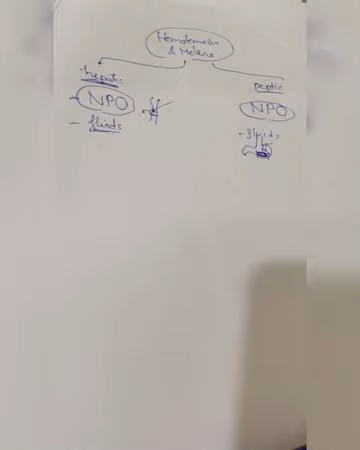 Hematemesis
& Melena
hepatic
- NPO
- fluids
peptic
NPO
- fluids